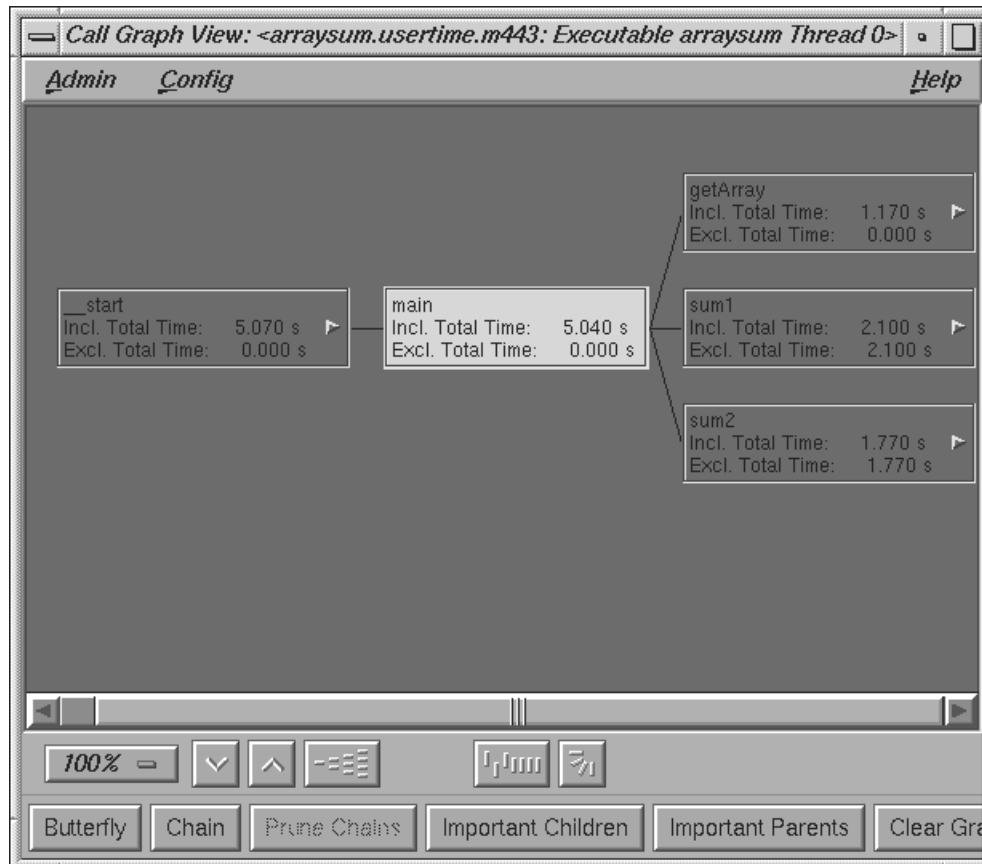 Call Graph View: <arraysum.usertime.m443: Executable arraysum Thread 0>
Admin Config Help
getArray
Incl. Total Time: 1.170 s
Excl. Total Time: 0.000 s
__start
Incl. Total Time: 5.070 s
Excl. Total Time: 0.000 s
main
Incl. Total Time: 5.040 s
Excl. Total Time: 0.000 s
sum1
Incl. Total Time: 2.100 s
Excl. Total Time: 2.100 s
sum2
Incl. Total Time: 1.770 s
Excl. Total Time: 1.770 s
100%
Butterfly Chain Prune Chains Important Children Important Parents Clear Gra